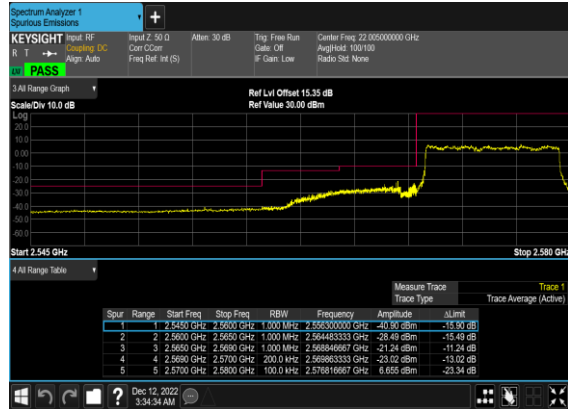 Spectrum Analyzer 1
Spurious Emissions
KEYSIGHT Input: RF Input Z: 50 Ω Atten: 30 dB Trig: Free Run Center Freq: 22.005000000 GHz
R T Coupling: DC Corr CCorr Gate: Off Avg|Hold: 100/100
Align: Auto Freq Ref: Int (S) IF Gain: Low Radio Std: None
PASS
3 All Range Graph
Ref Lvl Offset 15.35 dB
Scale/Div 10.0 dB Ref Value 30.00 dBm
Log
20.0
10.0
0.00
-10.0
-20.0
-30.0
-40.0
-50.0
-60.0
Start 2.545 GHz Stop 2.580 GHz
4 All Range Table
Measure Trace Trace 1
Trace Type Trace Average (Active)
Spur Range Start Freq Stop Freq RBW Frequency Amplitude ΔLimit
1 1 2.5450 GHz 2.5600 GHz 1.000 MHz 2.556300000 GHz -40.90 dBm -15.90 dB
2 2 2.5600 GHz 2.5650 GHz 1.000 MHz 2.564483333 GHz -28.49 dBm -15.49 dB
3 3 2.5650 GHz 2.5690 GHz 1.000 MHz 2.568846667 GHz -21.24 dBm -11.24 dB
4 4 2.5690 GHz 2.5700 GHz 200.0 kHz 2.569863333 GHz -23.02 dBm -13.02 dB
5 5 2.5700 GHz 2.5800 GHz 100.0 kHz 2.576816667 GHz 6.655 dBm -23.34 dB
? Dec 12, 2022
3:34:34 AM